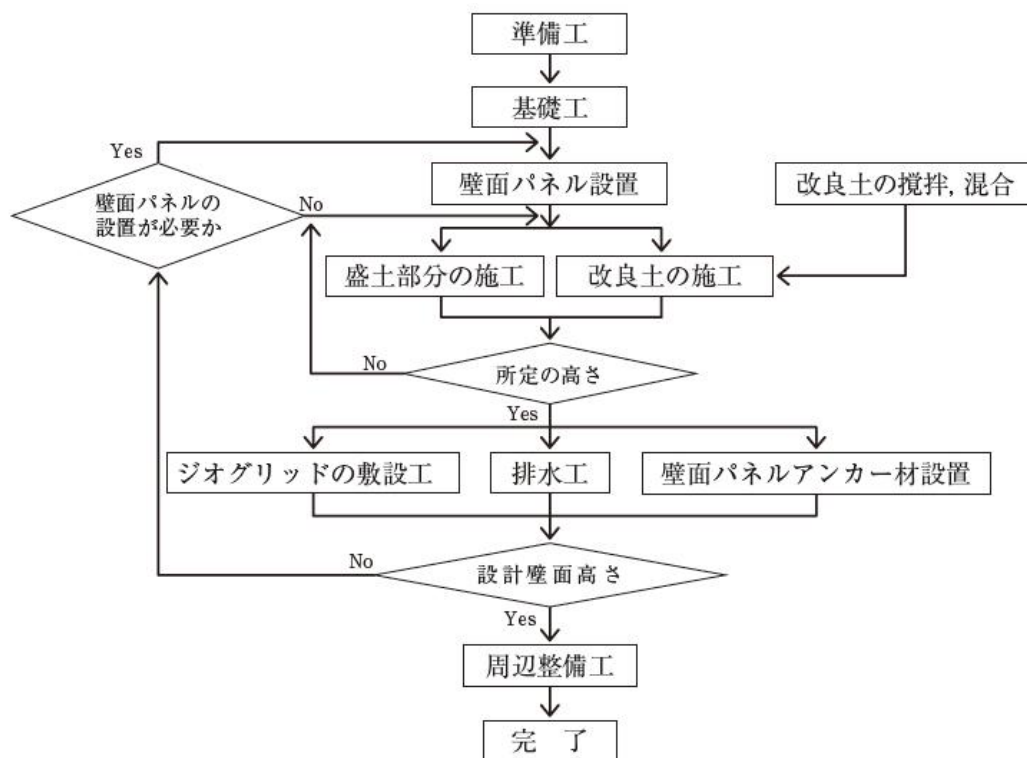 準備工
基礎工
Yes
壁面パネル設置
改良土の撹拌, 混合
壁面パネルの
設置が必要か
No
盛土部分の施工
改良土の施工
No
所定の高さ
Yes
ジオグリッドの敷設工
排水工
壁面パネルアンカー材設置
No
設計壁面高さ
Yes
周辺整備工
完　了